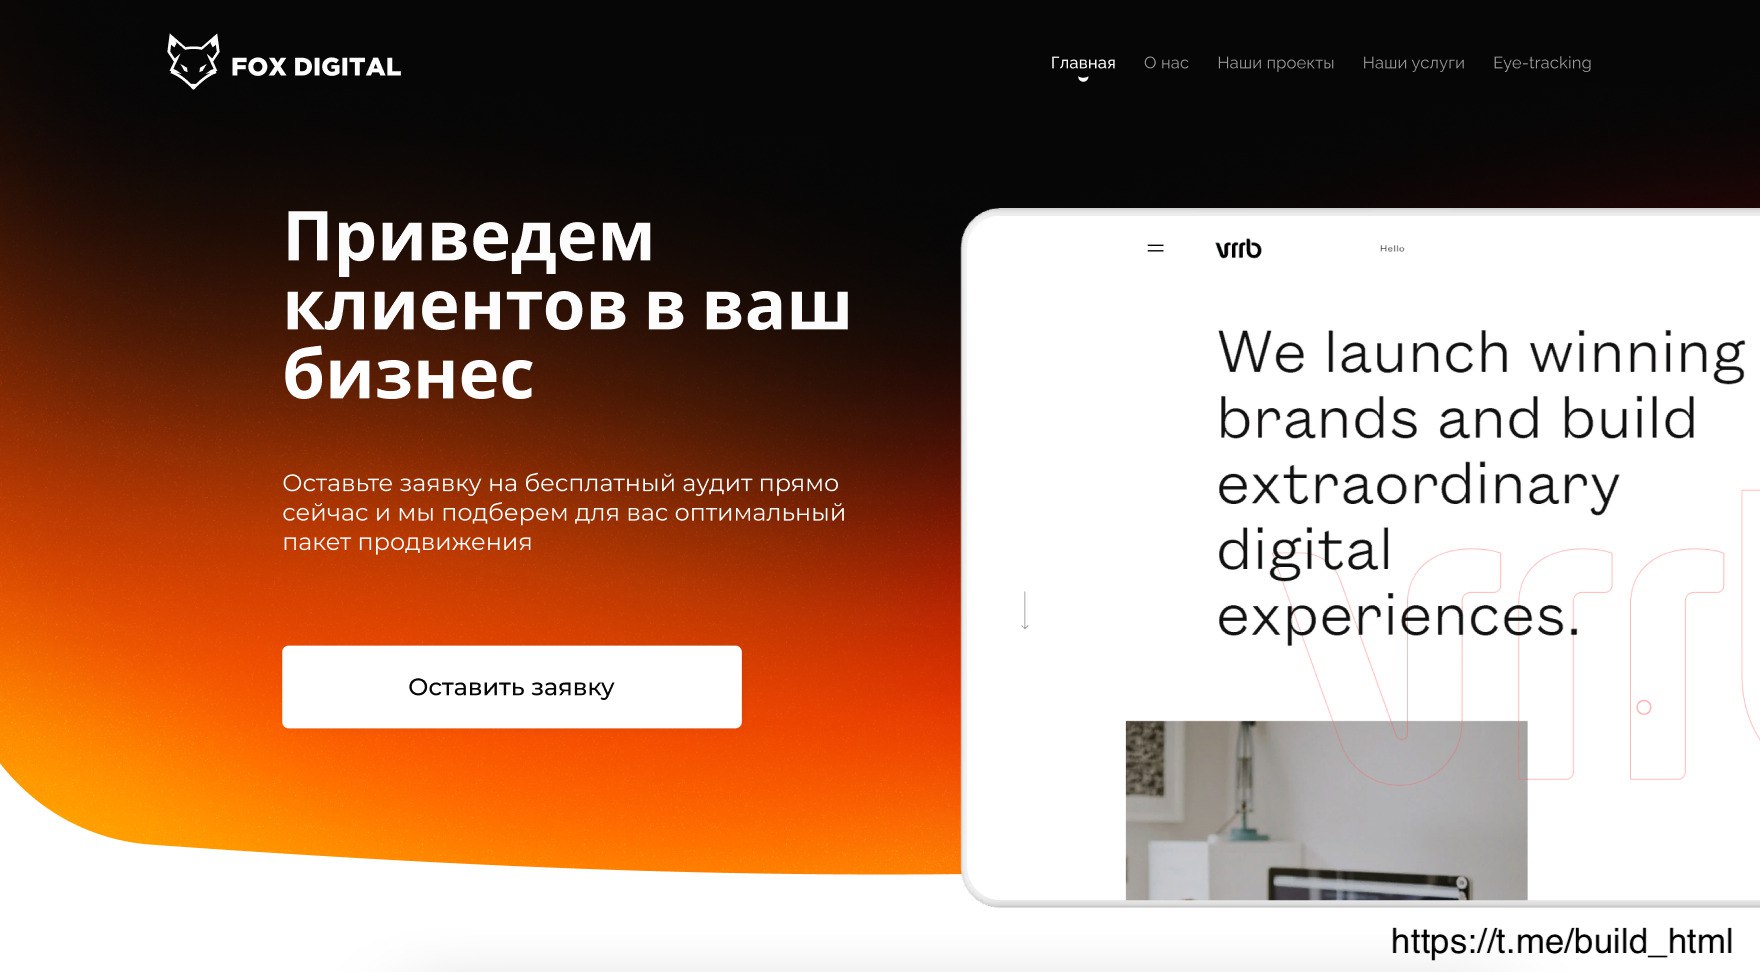 FOX DIGITAL
Главная О нас Наши проекты Наши услуги Eye-tracking
Приведем
клиентов в ваш
бизнес
Оставьте заявку на бесплатный аудит прямо
сейчас и мы подберем для вас оптимальный
пакет продвижения
Оставить заявку
vrrb Hello
We launch winning
brands and build
extraordinary
digital
experiences.
vrrb
https://t.me/build_html